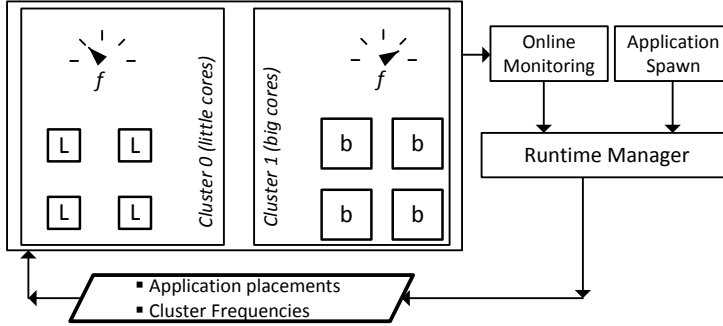 f
f
L L
L L
Cluster 0 (little cores)
Cluster 1 (big cores)
b b
b b
Online
Monitoring
Application
Spawn
Runtime Manager
▪ Application placements
▪ Cluster Frequencies